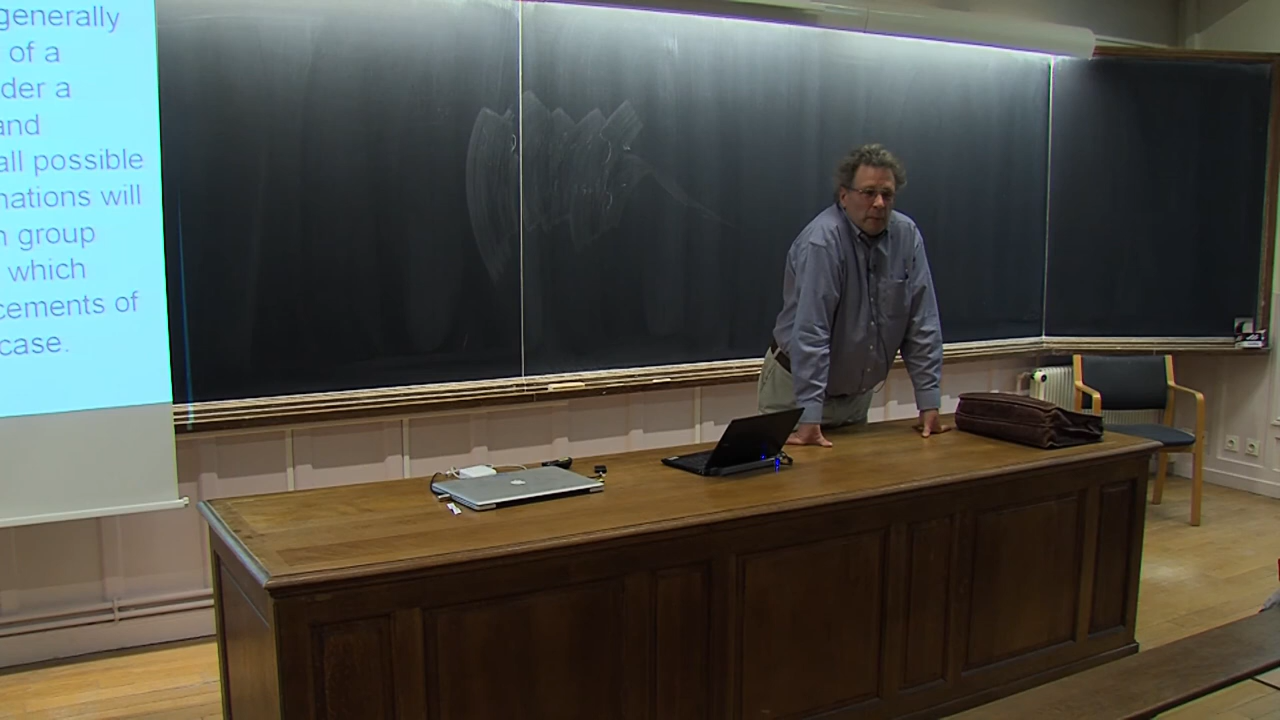 generally
of a
der a
and
all possible
nations will
group
which
cements of
case.